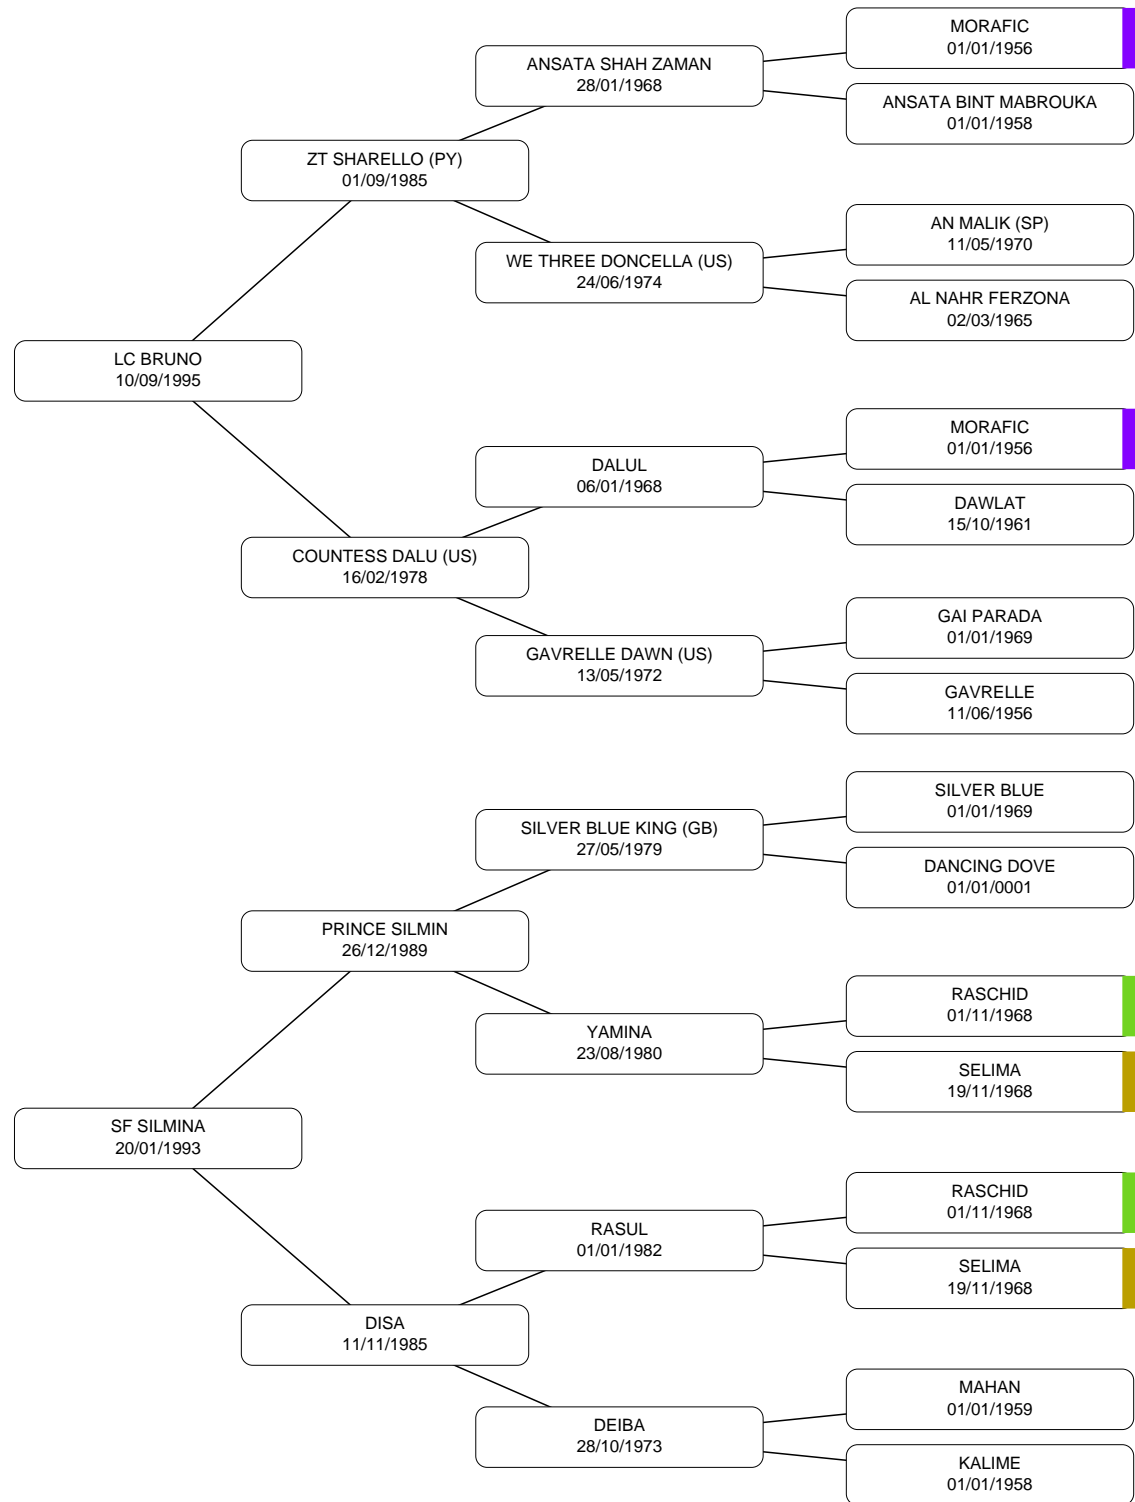 MORAFIC
01/01/1956
ANSATA SHAH ZAMAN
28/01/1968
ANSATA BINT MABROUKA
01/01/1958
ZT SHARELLO (PY)
01/09/1985
AN MALIK (SP)
11/05/1970
WE THREE DONCELLA (US)
24/06/1974
AL NAHR FERZONA
02/03/1965
LC BRUNO
10/09/1995
MORAFIC
01/01/1956
DALUL
06/01/1968
DAWLAT
15/10/1961
COUNTESS DALU (US)
16/02/1978
GAI PARADA
01/01/1969
GAVRELLE DAWN (US)
13/05/1972
GAVRELLE
11/06/1956
SILVER BLUE
01/01/1969
SILVER BLUE KING (GB)
27/05/1979
DANCING DOVE
01/01/0001
PRINCE SILMIN
26/12/1989
RASCHID
01/11/1968
YAMINA
23/08/1980
SELIMA
19/11/1968
SF SILMINA
20/01/1993
RASCHID
01/11/1968
RASUL
01/01/1982
SELIMA
19/11/1968
DISA
11/11/1985
MAHAN
01/01/1959
DEIBA
28/10/1973
KALIME
01/01/1958